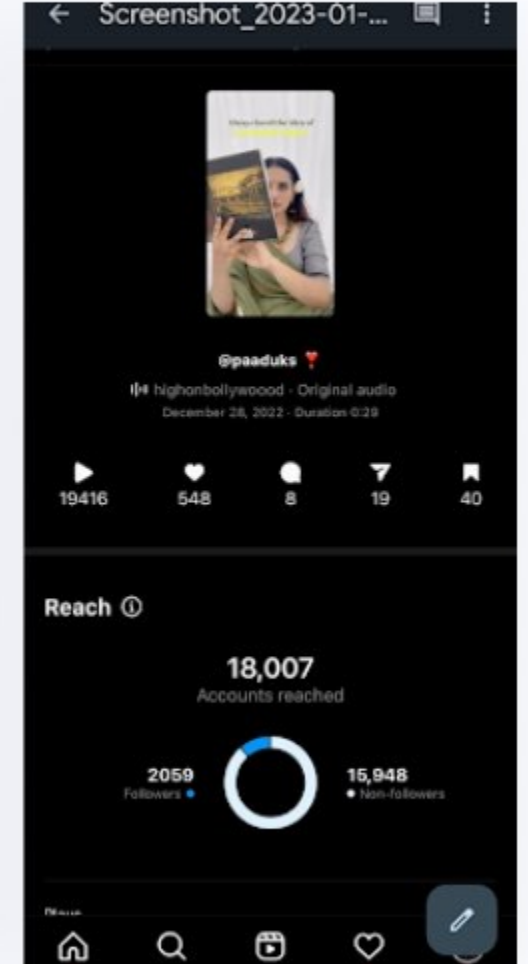 Screenshot_2023-01-...
@paaduks
highonbollywoood · Original audio
December 28, 2022 · Duration 0:29
19416 548 8 19 40
Reach
18,007
Accounts reached
2059
Followers
15,948
Non-followers
Plays